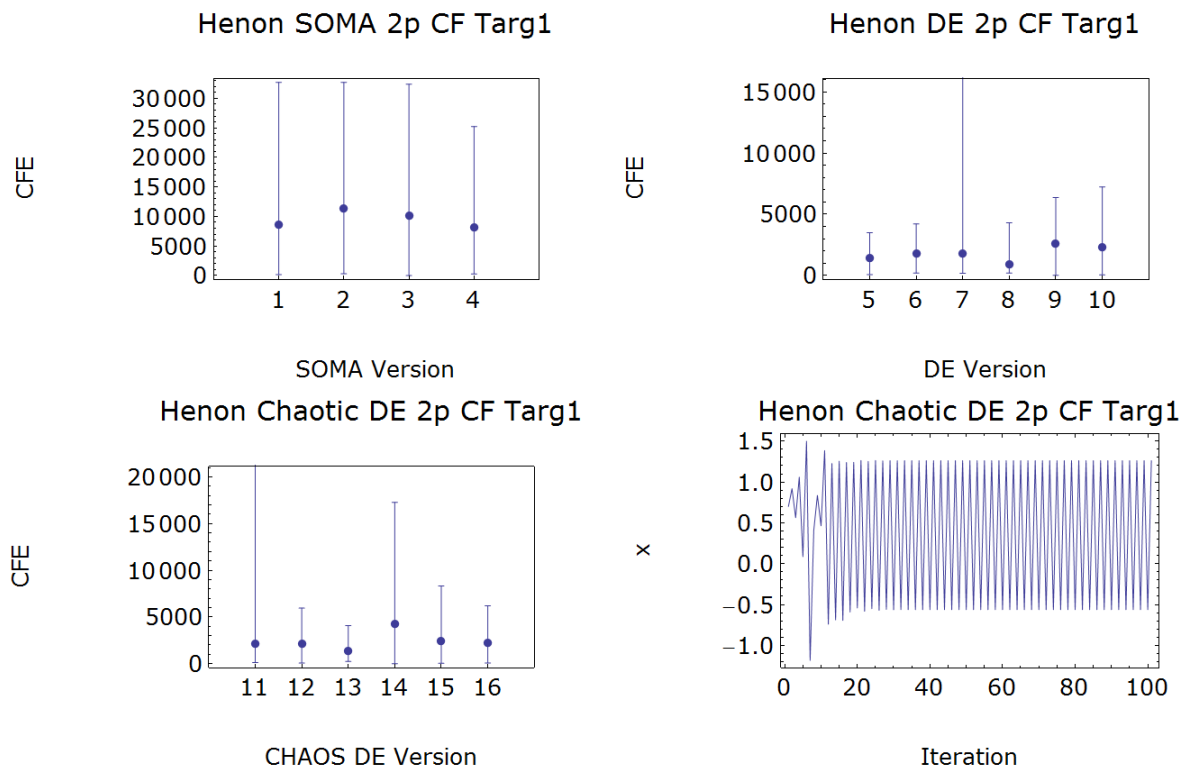 Henon SOMA 2p CF Targ1
CFE
30 000
25 000
20 000
15 000
10 000
5000
0
1 2 3 4
SOMA Version
Henon DE 2p CF Targ1
CFE
15 000
10 000
5000
0
5 6 7 8 9 10
DE Version
Henon Chaotic DE 2p CF Targ1
CFE
20 000
15 000
10 000
5000
0
11 12 13 14 15 16
CHAOS DE Version
Henon Chaotic DE 2p CF Targ1
x
1.5
1.0
0.5
0.0
−0.5
−1.0
0 20 40 60 80 100
Iteration